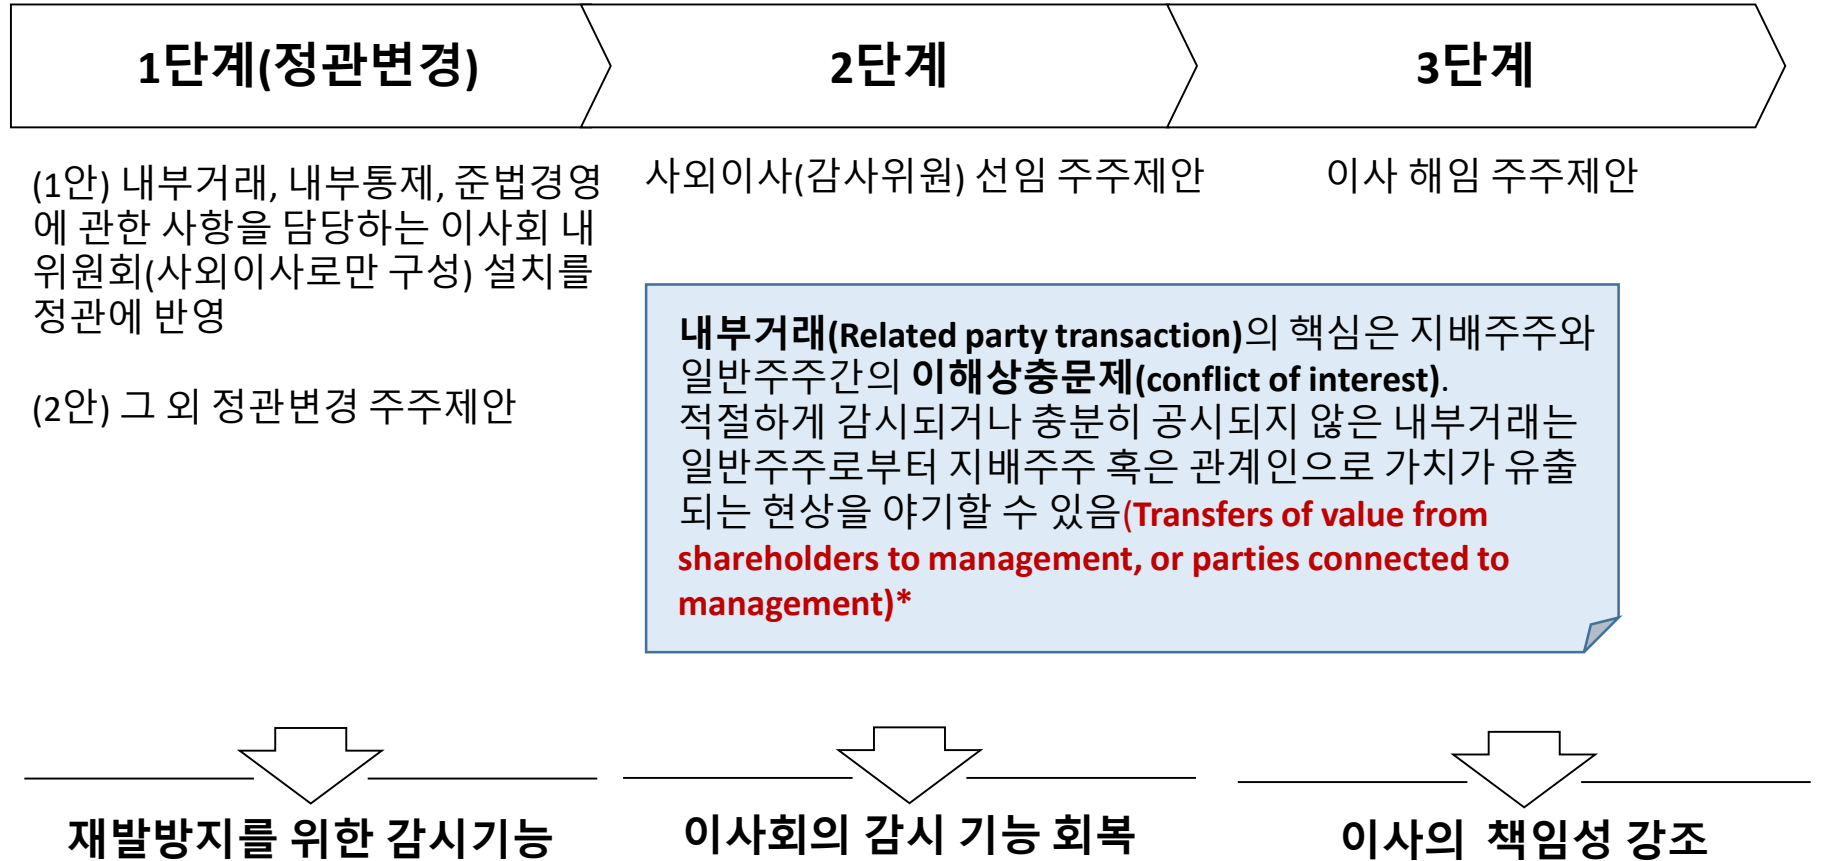 1단계(정관변경)
2단계
3단계
(1안) 내부거래, 내부통제, 준법경영
에 관한 사항을 담당하는 이사회 내
위원회(사외이사로만 구성) 설치를
정관에 반영
(2안) 그 외 정관변경 주주제안
사외이사(감사위원) 선임 주주제안
이사 해임 주주제안
내부거래(Related party transaction)의 핵심은 지배주주와
일반주주간의 이해상충문제(conflict of interest).
적절하게 감시되거나 충분히 공시되지 않은 내부거래는
일반주주로부터 지배주주 혹은 관계인으로 가치가 유출
되는 현상을 야기할 수 있음(Transfers of value from
shareholders to management, or parties connected to
management)*
재발방지를 위한 감시기능
이사회의 감시 기능 회복
이사의 책임성 강조